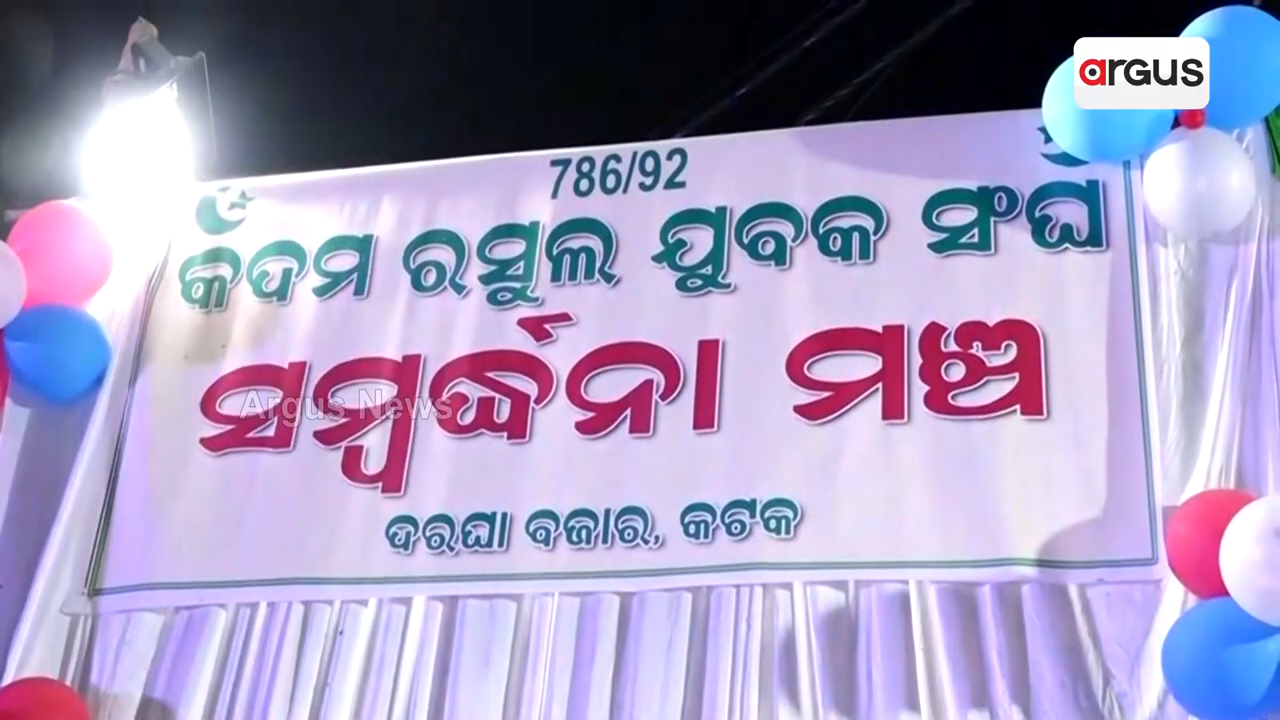 argus
786/92
କଦମ ରସୁଲ ଯୁବକ ସଂଘ
ସମ୍ବର୍ଦ୍ଧନା ମଞ୍ଚ
Argus News
ଦରଘା ବଜାର, କଟକ